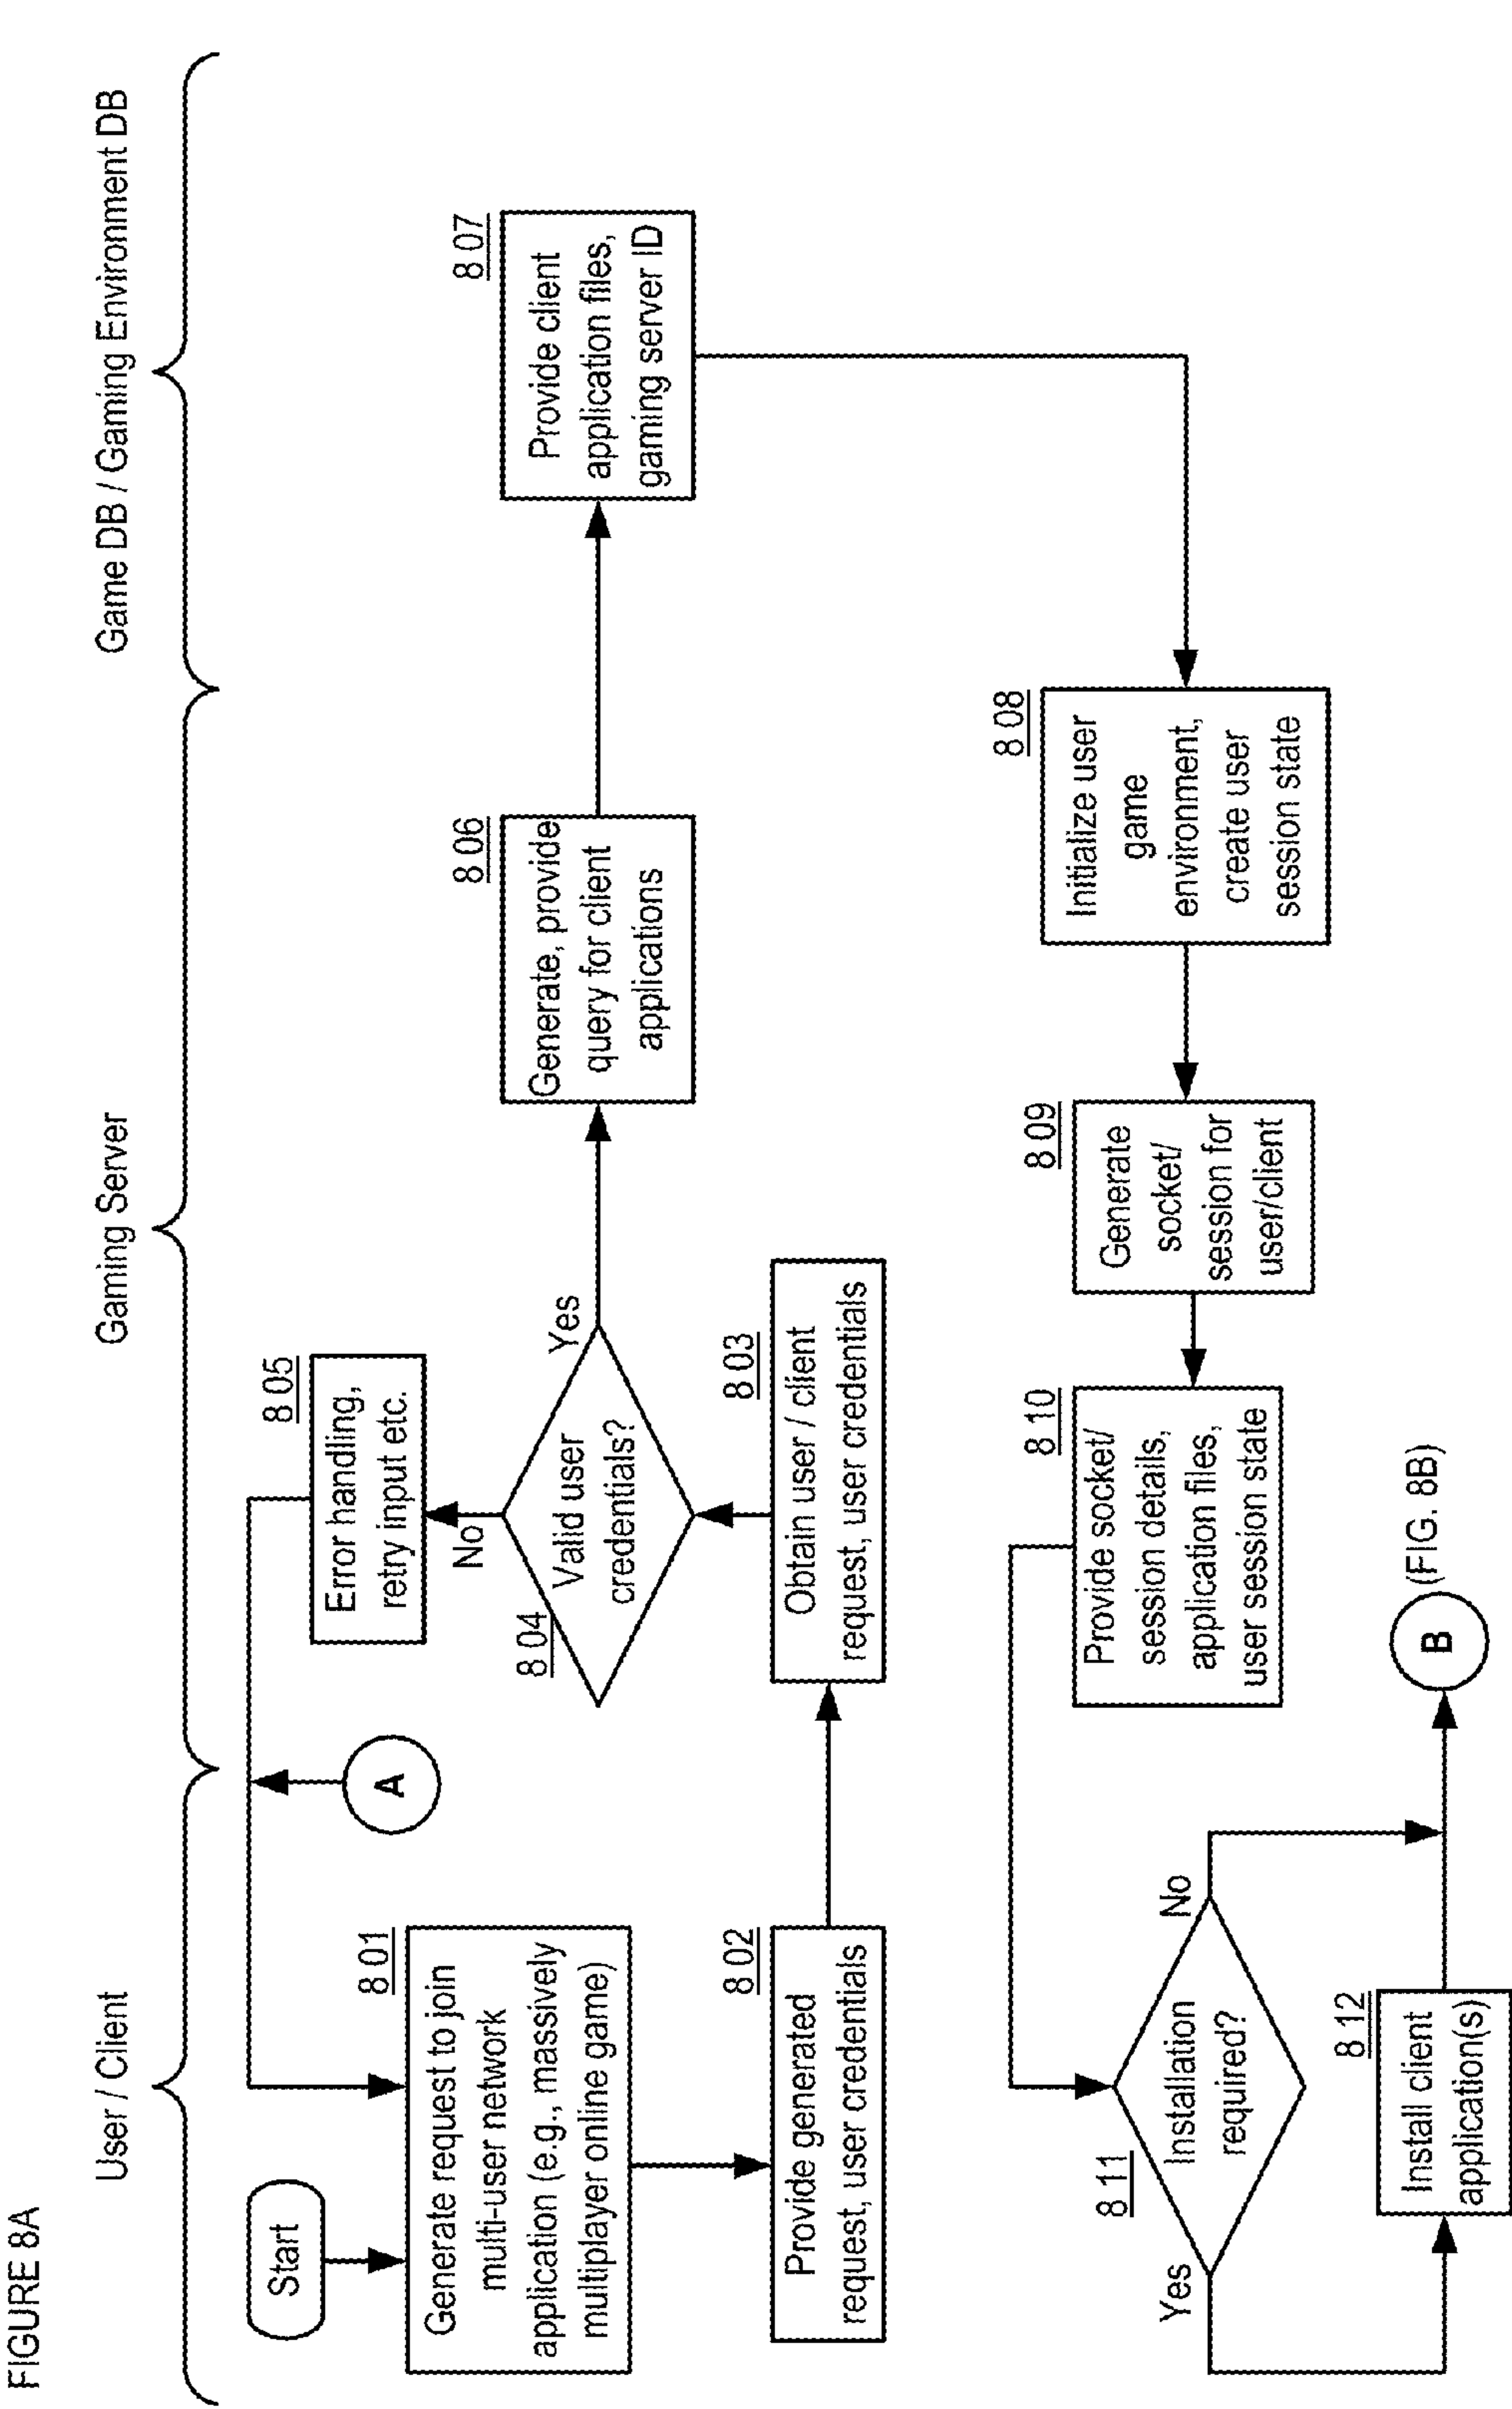 FIGURE 8A
User / Client
Gaming Server
Game DB / Gaming Environment DB
Start
8 01
Generate request to join
multi-user network
application (e.g., massively
multiplayer online game)
A
8 05
Error handling,
retry input etc.
No
8 04
Valid user
credentials?
Yes
8 06
Generate, provide
query for client
applications
8 07
Provide client
application files,
gaming server ID
8 02
Provide generated
request, user credentials
8 03
Obtain user / client
request, user credentials
8 08
Initialize user
game
environment,
create user
session state
8 09
Generate
socket/
session for
user/client
8 10
Provide socket/
session details,
application files,
user session state
8 11
Installation
required?
Yes
No
8 12
Install client
application(s)
B
(FIG. 8B)